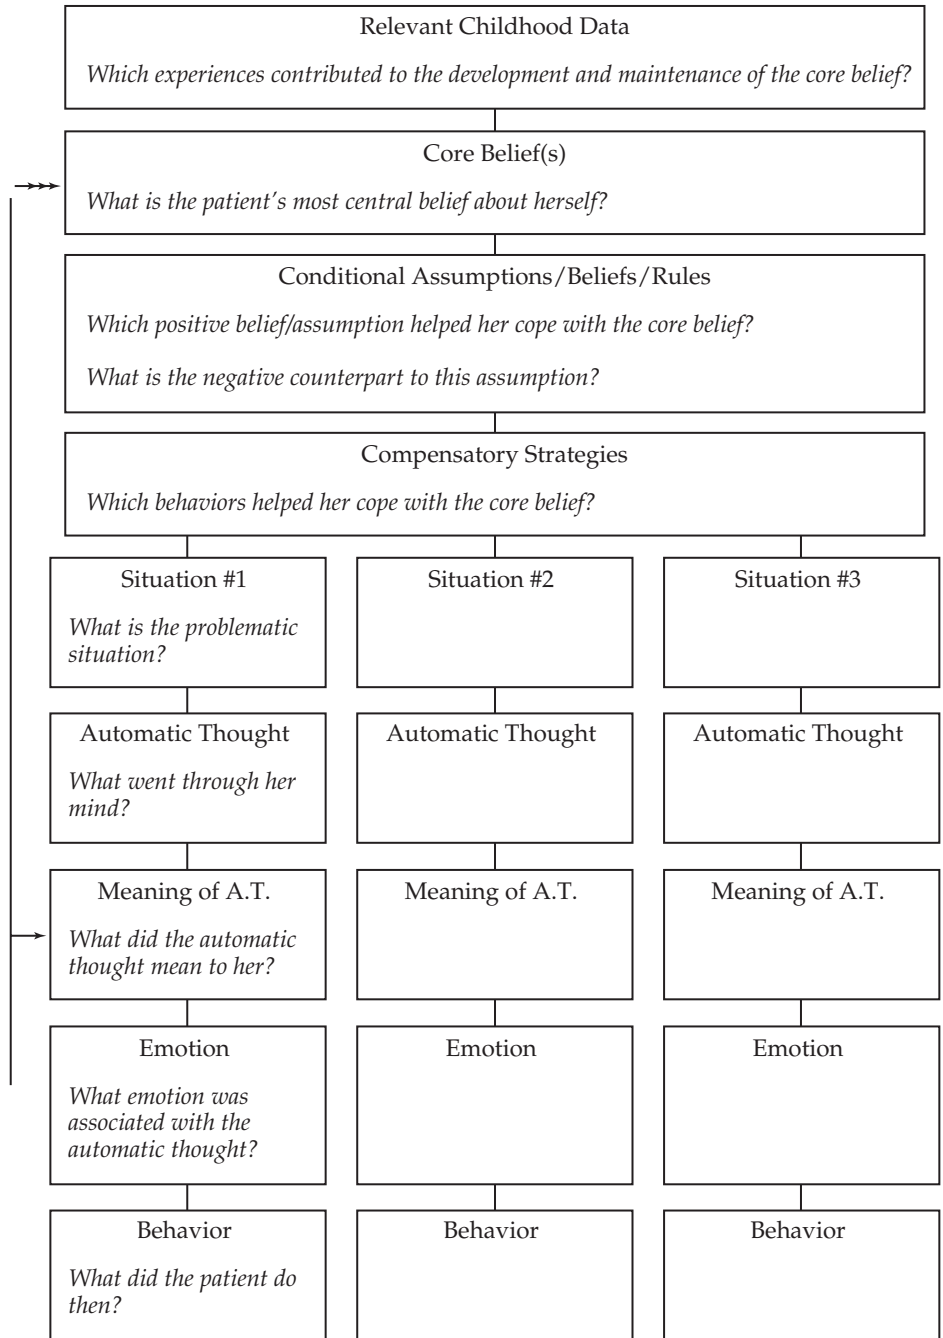 Relevant Childhood Data
Which experiences contributed to the development and maintenance of the core belief?
Core Belief(s)
What is the patient's most central belief about herself?
Conditional Assumptions/Beliefs/Rules
Which positive belief/assumption helped her cope with the core belief?
What is the negative counterpart to this assumption?
Compensatory Strategies
Which behaviors helped her cope with the core belief?
Situation #1
What is the problematic
situation?
Situation #2
Situation #3
Automatic Thought
What went through her
mind?
Automatic Thought
Automatic Thought
Meaning of A.T.
What did the automatic
thought mean to her?
Meaning of A.T.
Meaning of A.T.
Emotion
What emotion was
associated with the
automatic thought?
Emotion
Emotion
Behavior
What did the patient do
then?
Behavior
Behavior